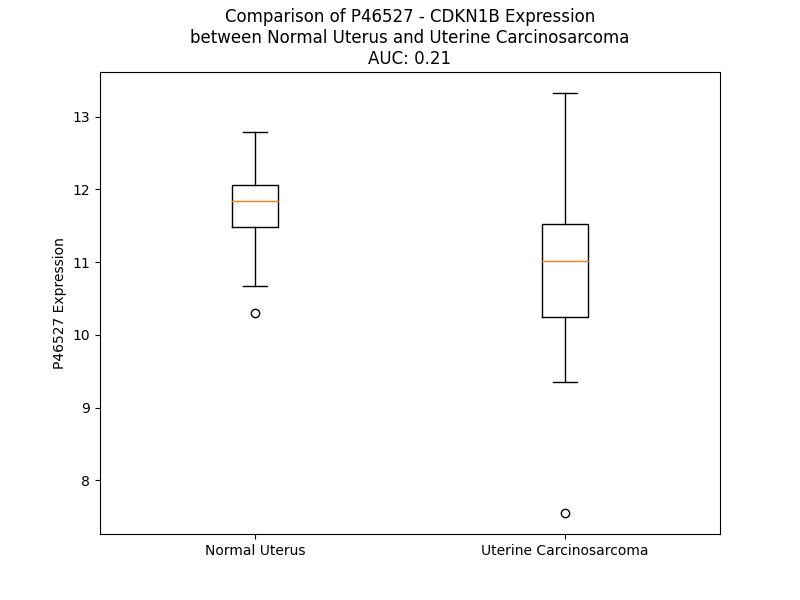 Comparison of P46527 - CDKN1B Expression
between Normal Uterus and Uterine Carcinosarcoma
AUC: 0.21
13
12
11
10
9
8
P46527 Expression
Normal Uterus
Uterine Carcinosarcoma